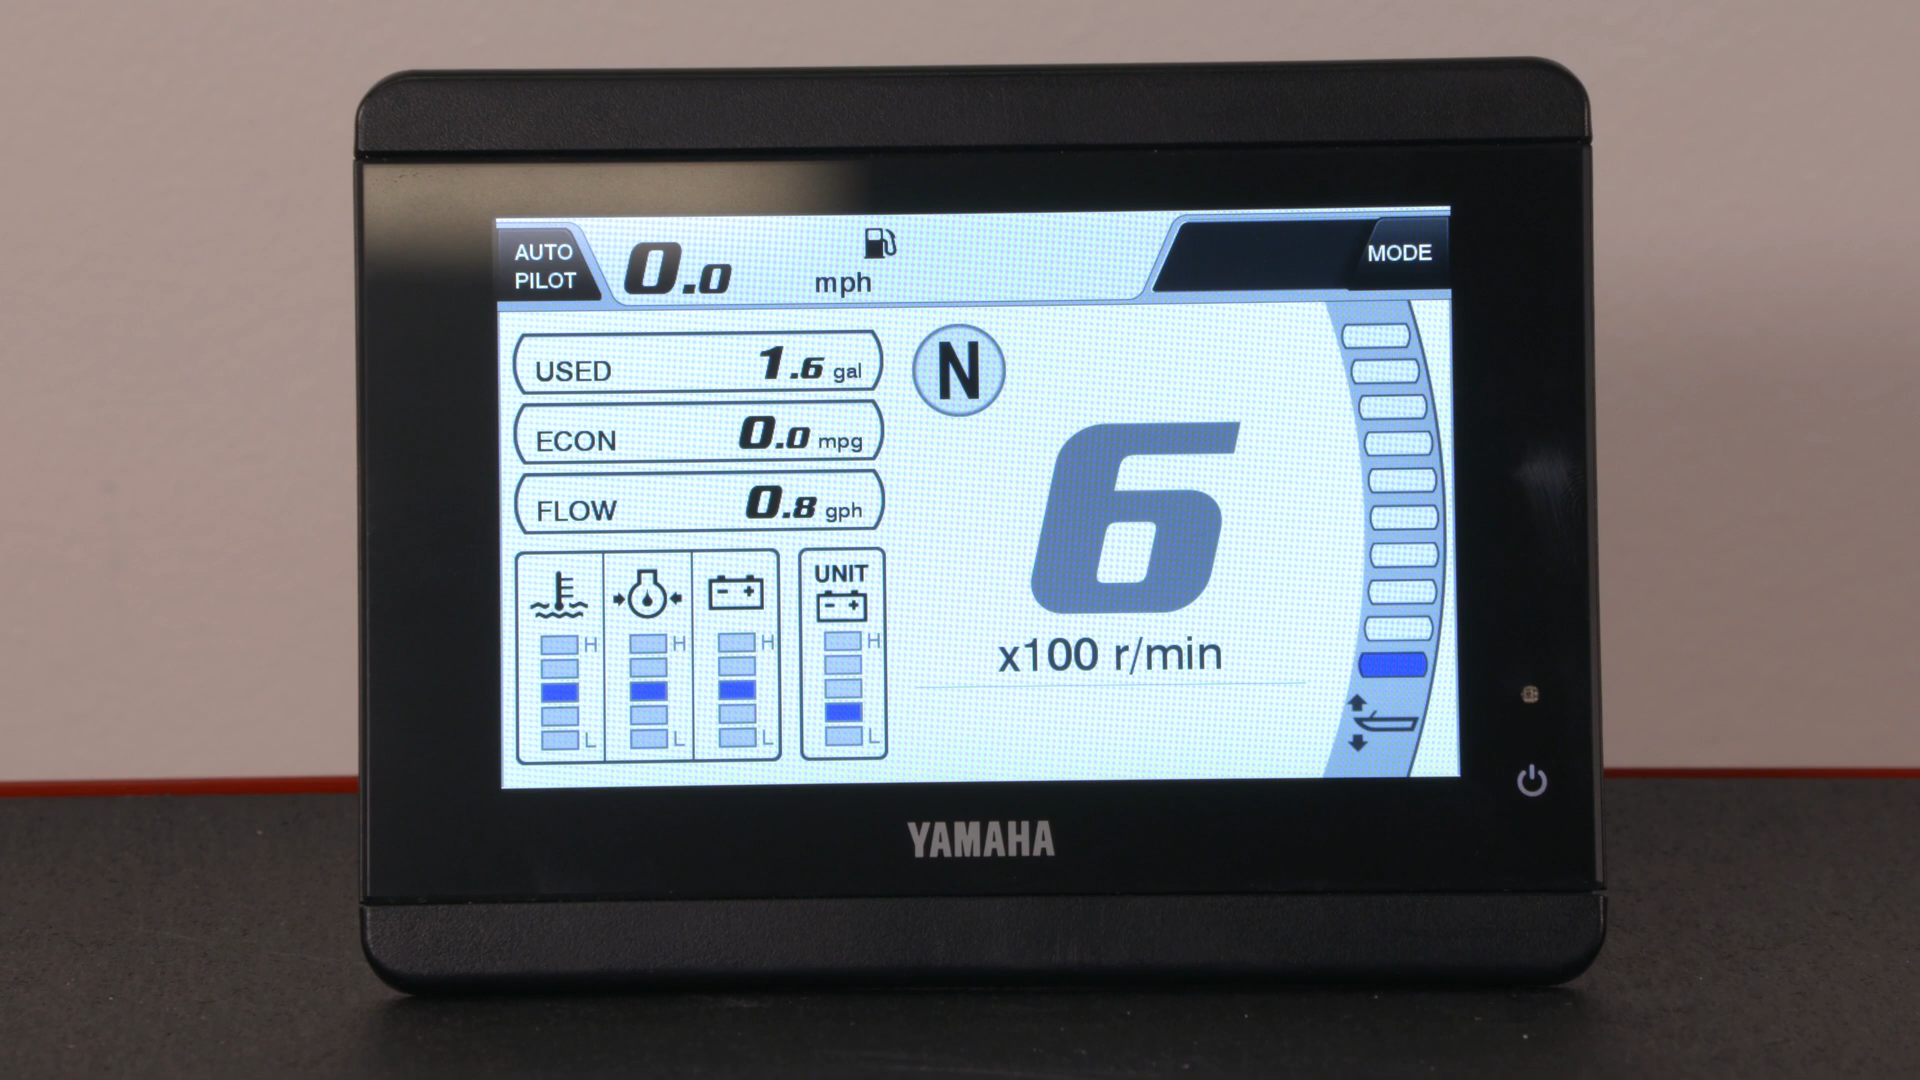 AUTO
PILOT
0.0
mph
MODE
USED 1.6 gal
N
ECON 0.0 mpg
FLOW 0.8 gph
6
x100 r/min
UNIT
- +
- +
H H H H
L L L L
YAMAHA